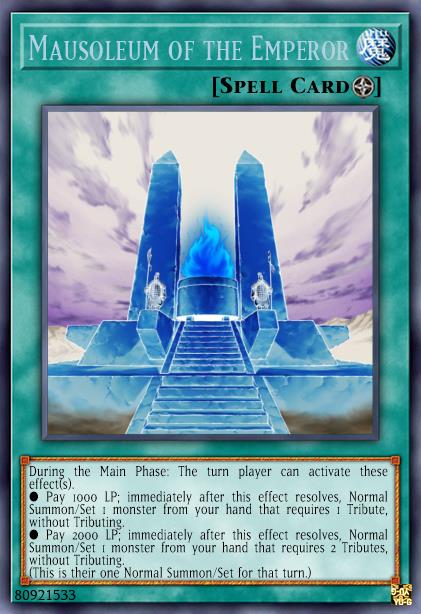 Mausoleum of the Emperor
魔
[Spell Card]
During the Main Phase: The turn player can activate these
effect(s).
● Pay 1000 LP; immediately after this effect resolves, Normal
Summon/Set 1 monster from your hand that requires 1 Tribute,
without Tributing.
● Pay 2000 LP; immediately after this effect resolves, Normal
Summon/Set 1 monster from your hand that requires 2 Tributes,
without Tributing.
(This is their one Normal Summon/Set for that turn.)
80921533